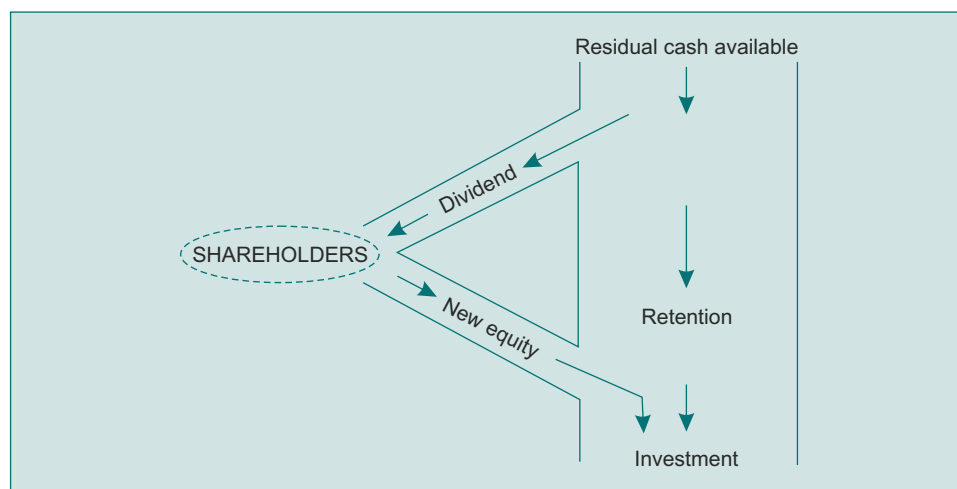 Residual cash available
Dividend
SHAREHOLDERS
New equity
Retention
Investment